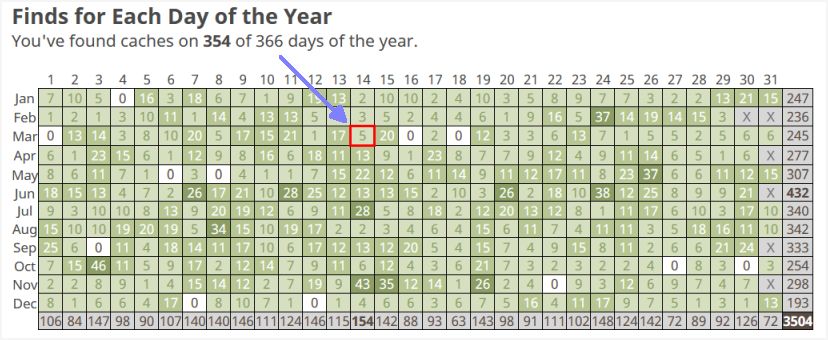 Finds for Each Day of the Year
You've found caches on 354 of 366 days of the year.
1 2 3 4 5 6 7 8 9 10 11 12 13 14 15 16 17 18 19 20 21 22 23 24 25 26 27 28 29 30 31
Jan 7 10 5 0 16 3 18 6 7 1 9 19 13 2 10 10 2 4 10 3 5 8 9 7 7 3 2 2 13 21 15 247
Feb 1 2 1 3 10 11 1 14 4 13 13 5 9 16 5 37 14 19 14 15 3 6 X X 236
Mar 0 13 14 3 8 10 20 5 17 15 21 1 17 5 20 0 2 0 12 3 6 13 7 1 5 5 2 2 6 6 245
Apr 9 1 23 15 6 1 12 9 8 16 6 18 11 13 9 1 23 8 7 9 12 4 9 11 14 6 5 1 6 X 277
May 8 6 11 7 1 0 3 0 4 1 1 7 15 22 12 6 11 14 9 11 12 17 11 8 25 37 6 6 11 12 15 307
Jun 18 15 13 4 7 2 26 17 21 10 28 25 12 13 13 15 2 10 3 26 2 18 10 38 12 25 8 9 9 21 X 432
Jul 9 3 10 10 13 9 20 19 12 9 12 9 11 28 5 8 18 2 12 20 13 12 8 3 11 17 6 10 3 17 10 340
Aug 15 10 10 19 20 19 5 34 15 10 19 17 2 2 3 4 6 4 15 6 11 7 4 11 3 5 18 16 11 10 342
Sep 25 6 0 11 4 18 14 11 17 10 5 16 9 13 12 20 5 4 15 7 9 4 15 8 11 2 6 21 24 X 333
Oct 7 15 46 11 5 9 17 2 12 14 7 9 11 6 12 4 6 3 21 7 3 2 3 2 2 4 0 8 3 0 3 254
Nov 2 1 8 9 4 1 15 14 12 2 7 19 14 43 35 12 14 1 26 2 4 0 9 3 12 6 9 7 4 7 X 298
Dec 8 1 6 6 4 17 0 8 10 7 1 0 1 4 6 6 2 7 5 21 16 4 11 17 2 5 1 3 1 13 193
106 84 147 98 90 107 140 140 146 111 124 146 115 154 142 88 93 63 143 98 91 111 102 148 124 142 72 91 92 126 72 3504